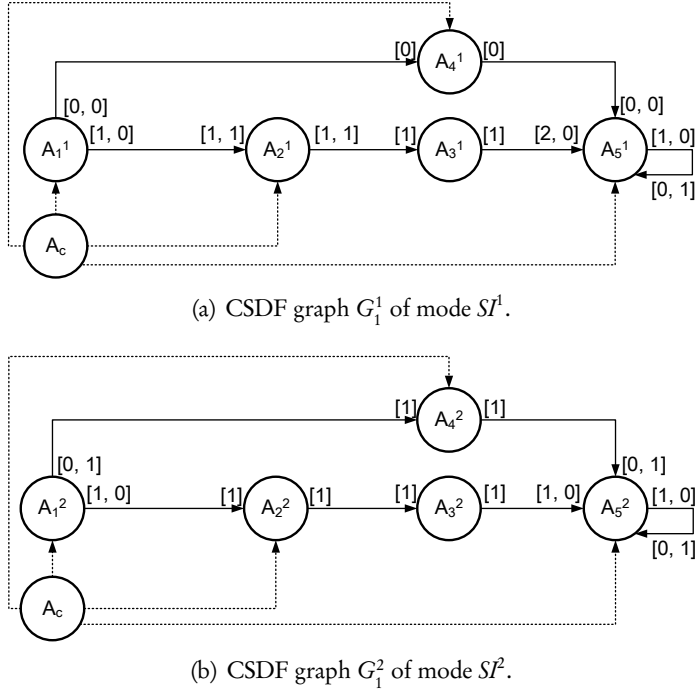 A₄¹
[0] [0]
[0, 0] [0, 0]
A₁¹ [1, 0] [1, 1] A₂¹ [1, 1] [1] A₃¹ [1] [2, 0] A₅¹ [1, 0]
[0, 1]
A꜀
(a) CSDF graph G₁¹ of mode SI¹.
[1] A₄² [1]
[0, 1] [0, 1]
A₁² [1, 0] [1] A₂² [1] [1] A₃² [1] [1, 0] A₅² [1, 0]
[0, 1]
A꜀
(b) CSDF graph G₁² of mode SI².